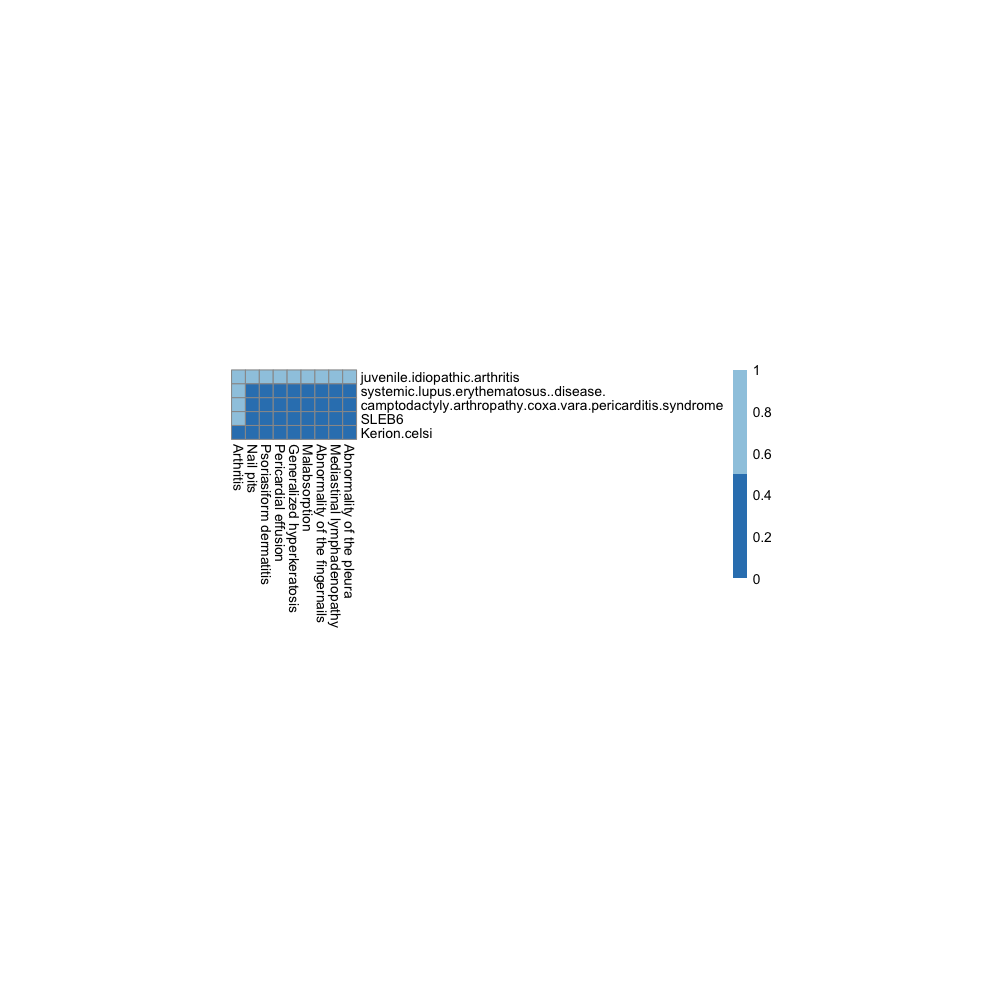 juvenile.idiopathic.arthritis
systemic.lupus.erythematosus..disease.
camptodactyly.arthropathy.coxa.vara.pericarditis.syndrome
SLEB6
Kerion.celsi
Arthritis
Nail pits
Psoriasiform dermatitis
Pericardial effusion
Generalized hyperkeratosis
Malabsorption
Abnormality of the fingernails
Mediastinal lymphadenopathy
Abnormality of the pleura
1
0.8
0.6
0.4
0.2
0